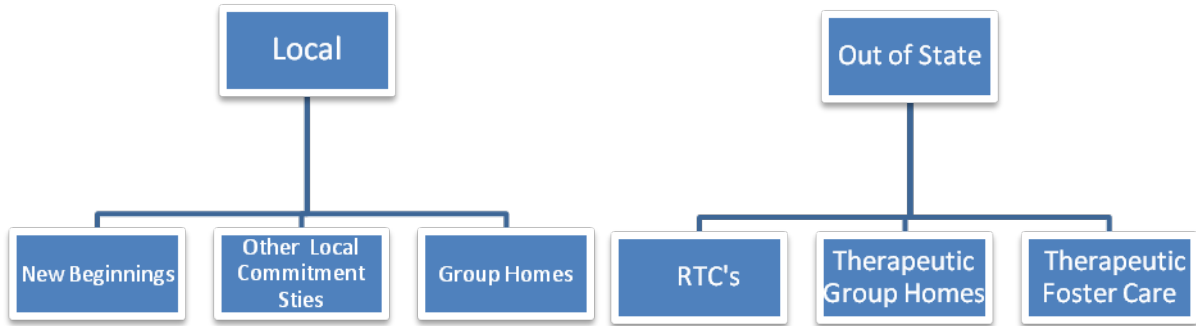 Local
Out of State
New Beginnings
Other Local
Commitment
Sties
Group Homes
RTC's
Therapeutic
Group Homes
Therapeutic
Foster Care